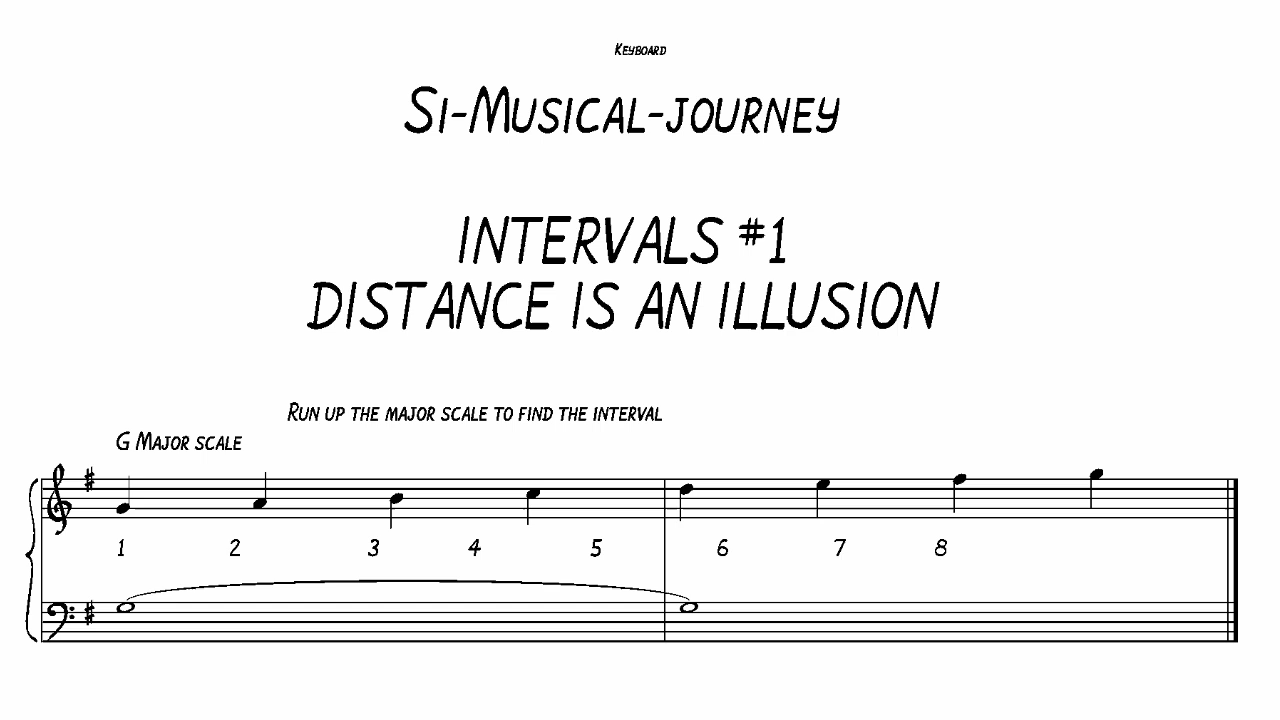 Keyboard
Si-Musical-journey
INTERVALS #1
DISTANCE IS AN ILLUSION
Run up the major scale to find the interval
G Major scale
1 2 3 4 5 6 7 8